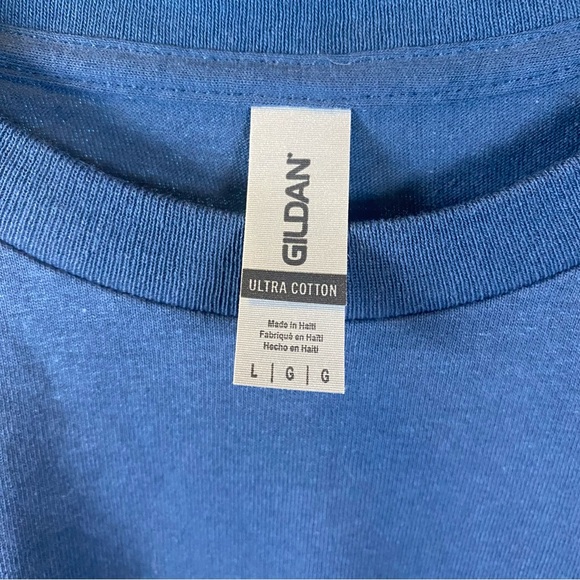 GILDAN®
ULTRA COTTON
Made in Haiti
Fabriqué en Haïti
Hecho en Haití
L | G | G